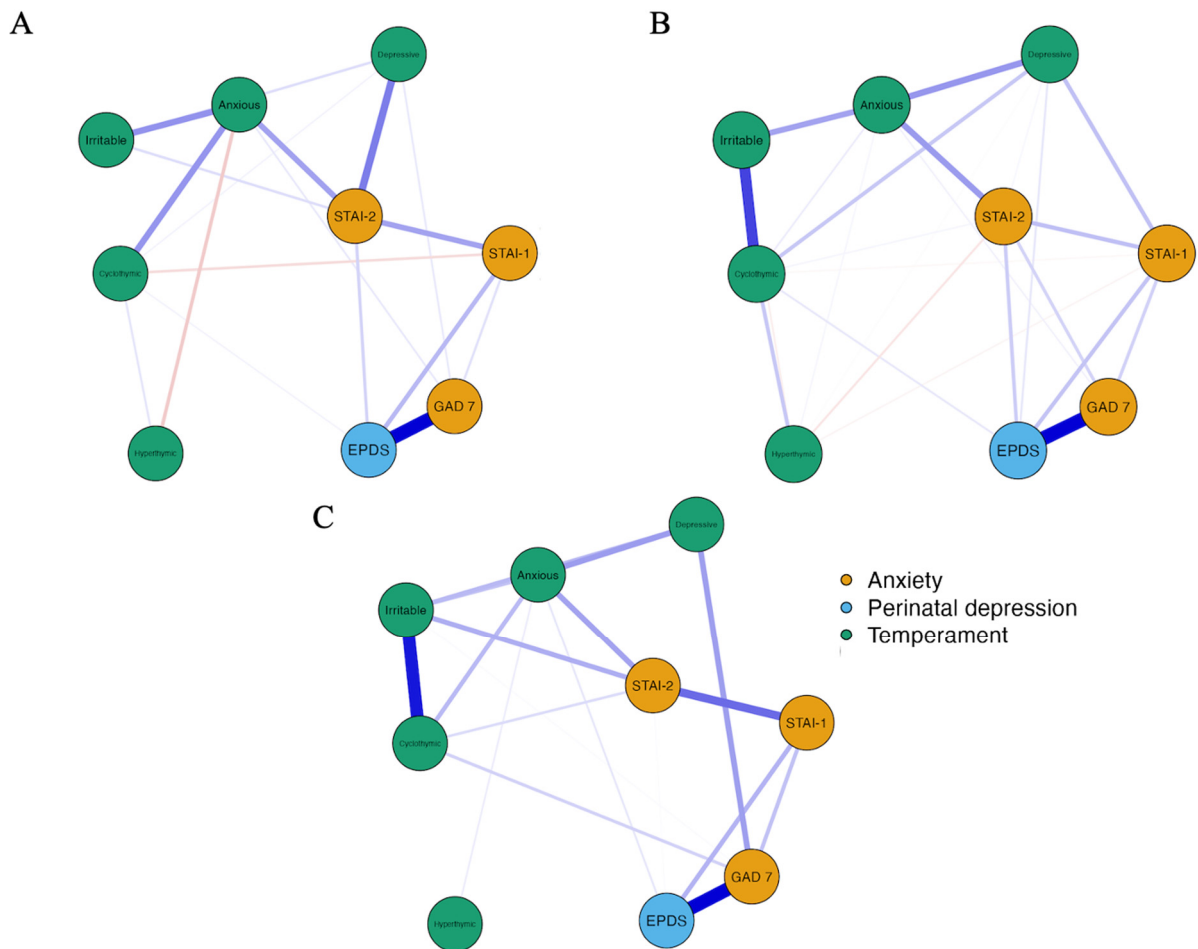 A
Depressive
Anxious
Irritable
STAI-2
STAI-1
Cyclothymic
GAD 7
EPDS
Hyperthymic
B
Depressive
Anxious
Irritable
STAI-2
STAI-1
Cyclothymic
GAD 7
EPDS
Hyperthymic
C
Depressive
Anxious
Irritable
STAI-2
STAI-1
Cyclothymic
GAD 7
EPDS
Hyperthymic
Anxiety
Perinatal depression
Temperament